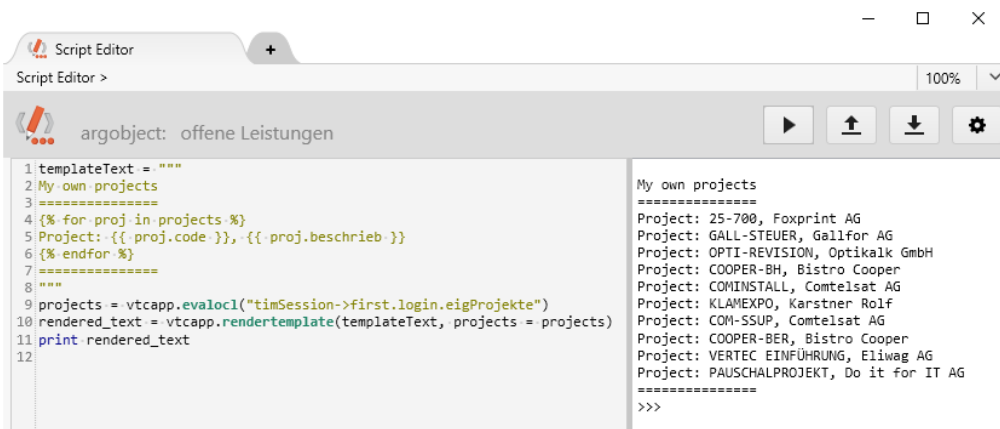 Script Editor
+
Script Editor >
100%
argobject: offene Leistungen
1 templateText = """
2 My own projects
3 ===============
4 {% for proj in projects %}
5 Project: {{ proj.code }}, {{ proj.beschrieb }}
6 {% endfor %}
7 ===============
8 """
9 projects = vtcapp.evalocl("timSession->first.login.eigProjekte")
10 rendered_text = vtcapp.rendertemplate(templateText, projects = projects)
11 print rendered_text
12
My own projects
===============
Project: 25-700, Foxprint AG
Project: GALL-STEUER, Gallfor AG
Project: OPTI-REVISION, Optikalk GmbH
Project: COOPER-BH, Bistro Cooper
Project: COMINSTALL, Comtelsat AG
Project: KLAMEXPO, Karstner Rolf
Project: COM-SSUP, Comtelsat AG
Project: COOPER-BER, Bistro Cooper
Project: VERTEC EINFÜHRUNG, Eliwag AG
Project: PAUSCHALPROJEKT, Do it for IT AG
===============
>>>